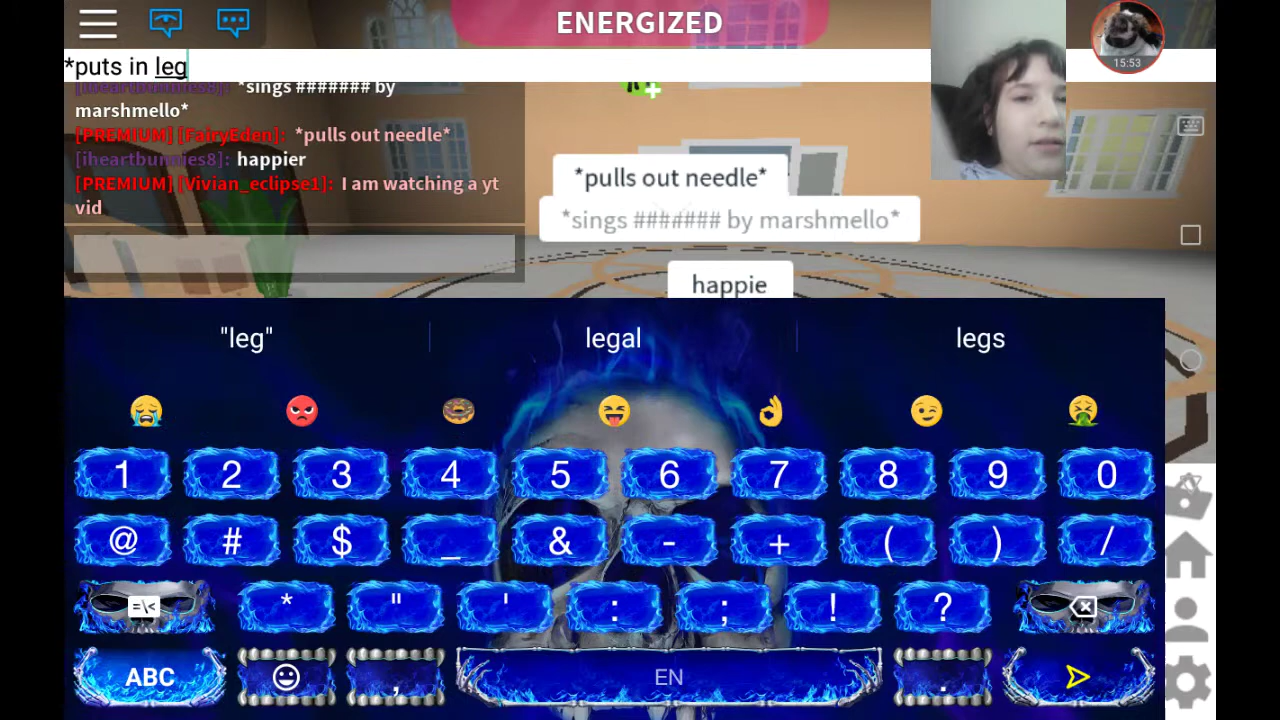 ENERGIZED
*puts in leg
15:53
[iheartbunnies8]: *sings ####### by
marshmello*
[PREMIUM] [FairyEden]: *pulls out needle*
[iheartbunnies8]: happier
[PREMIUM] [Vivian_eclipse1]: I am watching a yt
vid
*pulls out needle*
*sings ####### by marshmello*
happie
"leg" legal legs
1 2 3 4 5 6 7 8 9 0
@ # $ _ & - + ( ) /
=\< * " ' : ; ! ?
ABC , EN .